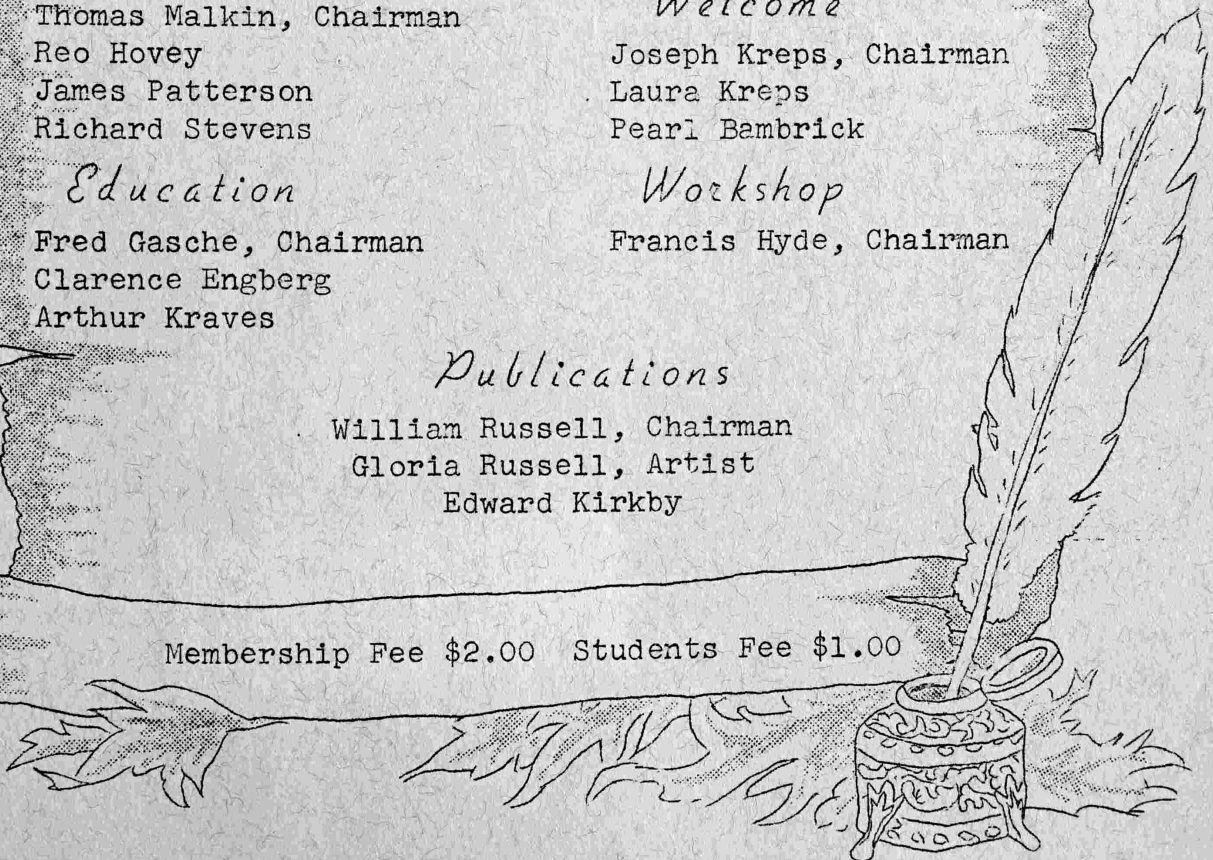 Thomas Malkin, Chairman
Reo Hovey
James Patterson
Richard Stevens
Welcome
Joseph Kreps, Chairman
Laura Kreps
Pearl Bambrick
Education
Fred Gasche, Chairman
Clarence Engberg
Arthur Kraves
Workshop
Francis Hyde, Chairman
Publications
William Russell, Chairman
Gloria Russell, Artist
Edward Kirkby
Membership Fee $2.00 Students Fee $1.00